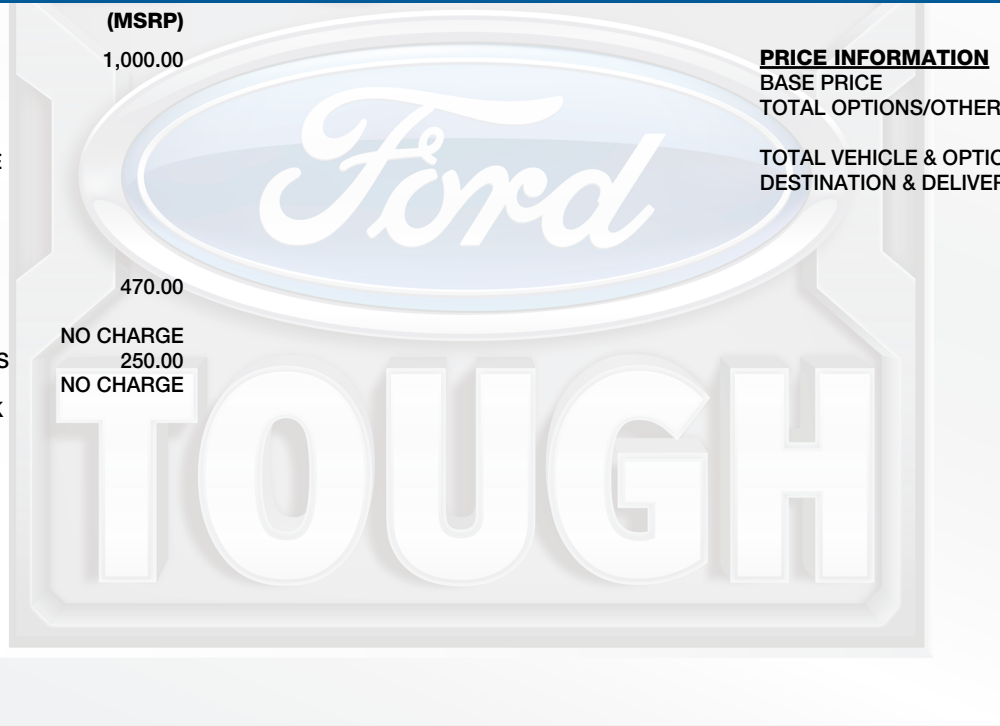 (MSRP)
1,000.00
PRICE INFORMATION
BASE PRICE
TOTAL OPTIONS/OTHER
TOTAL VEHICLE & OPTIO
DESTINATION & DELIVER
E
470.00
NO CHARGE
S 250.00
NO CHARGE
K
Ford
TOUGH